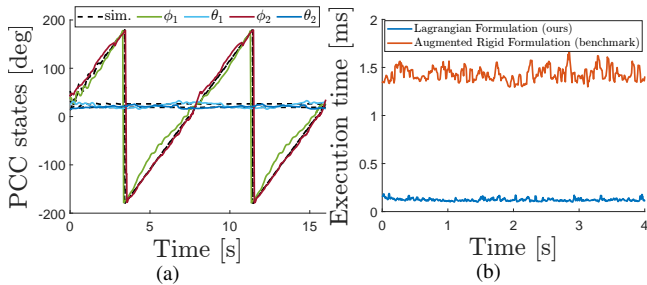 sim. ϕ₁ θ₁ ϕ₂ θ₂
PCC states [deg]
200
100
0
-100
-200
0 5 10 15
Time [s]
(a)
Lagrangian Formulation (ours)
Augmented Rigid Formulation (benchmark)
Execution time [ms]
2
1.5
1
0.5
0
0 1 2 3 4
Time [s]
(b)